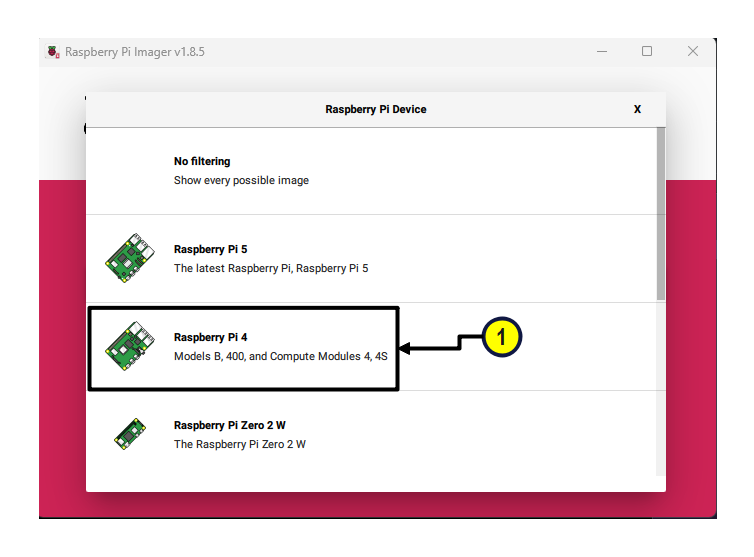 Raspberry Pi Imager v1.8.5
Raspberry Pi Device
X
No filtering
Show every possible image
Raspberry Pi 5
The latest Raspberry Pi, Raspberry Pi 5
Raspberry Pi 4
Models B, 400, and Compute Modules 4, 4S
1
Raspberry Pi Zero 2 W
The Raspberry Pi Zero 2 W